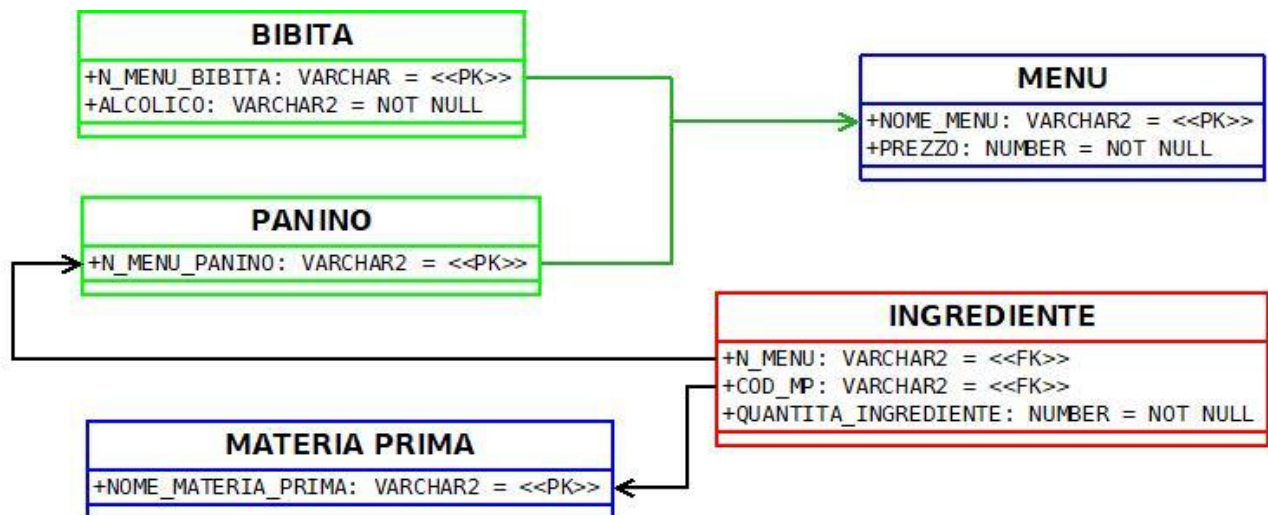 BIBITA
+N_MENU_BIBITA: VARCHAR = <<PK>>
+ALCOLICO: VARCHAR2 = NOT NULL
MENU
+NOME_MENU: VARCHAR2 = <<PK>>
+PREZZO: NUMBER = NOT NULL
PANINO
+N_MENU_PANINO: VARCHAR2 = <<PK>>
INGREDIENTE
+N_MENU: VARCHAR2 = <<FK>>
+COD_MP: VARCHAR2 = <<FK>>
+QUANTITA_INGREDIENTE: NUMBER = NOT NULL
MATERIA PRIMA
+NOME_MATERIA_PRIMA: VARCHAR2 = <<PK>>